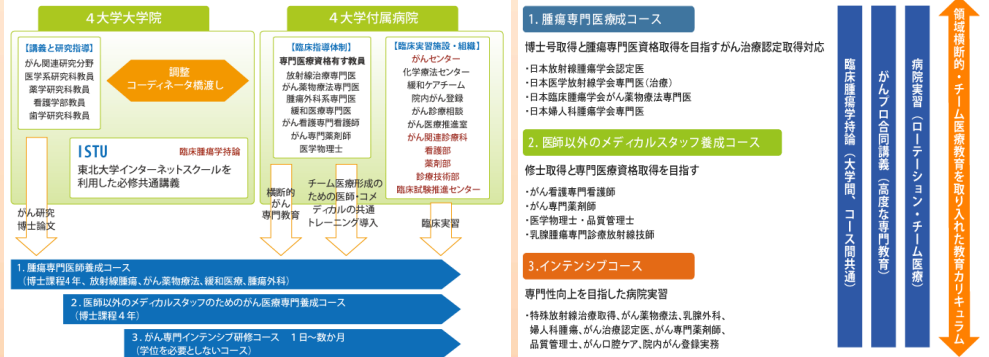 ４大学大学院
【講義と研究指導】
がん関連研究分野
医学系研究科教員
薬学研究科教員
看護学部教員
歯学研究科教員
調整
コーディネータ橋渡し
ISTU
臨床腫瘍学特論
東北大学インターネットスクールを
利用した必修共通講義
４大学付属病院
【臨床指導体制】
専門医療資格有す教員
放射線治療専門医
がん薬物療法専門医
腫瘍外科系専門医
緩和医療専門医
がん看護専門看護師
がん専門薬剤師
医学物理士
【臨床実習施設・組織】
がんセンター
化学療法センター
緩和ケアチーム
院内がん登録
がん診療相談
がん医療推進室
がん関連診療科
看護部
薬剤部
診療技術部
臨床試験推進センター
がん研究
博士論文
横断的
がん
専門教育
チーム医療形成の
ための医師・コメ
ディカルの共通
トレーニング導入
臨床実習
1. 腫瘍専門医師養成コース
（博士課程4年、放射線腫瘍、がん薬物療法、緩和医療、腫瘍外科）
２. 医師以外のメディカルスタッフのためのがん医療専門養成コース
（博士課程４年）
３. がん専門インテンシブ研修コース　１日〜数か月
（学位を必要としないコース）
1. 腫瘍専門医療成コース
博士号取得と腫瘍専門医資格取得を目指すがん治療認定取得対応
・日本放射線腫瘍学会認定医
・日本医学放射線学会専門医（治療）
・日本臨床腫瘍学会がん薬物療法専門医
・日本婦人科腫瘍学会専門医
2. 医師以外のメディカルスタッフ養成コース
修士取得と専門医療資格取得を目指す
・がん看護専門看護師
・がん専門薬剤師
・医学物理士・品質管理士
・乳腺腫瘍専門診療放射線技師
3.インテンシブコース
専門性向上を目指した病院実習
・特殊放射線治療取得、がん薬物療法、乳腺外科、
婦人科腫瘍、がん治療認定医、がん専門薬剤師、
品質管理士、がん口腔ケア、院内がん登録実務
臨床腫瘍学持論（大学間、コース間共通）
がんプロ合同講義（高度な専門教育）
病院実習（ローテーション・チーム医療）
領域横断的・チーム医療教育を取り入れた教育カリキュラム